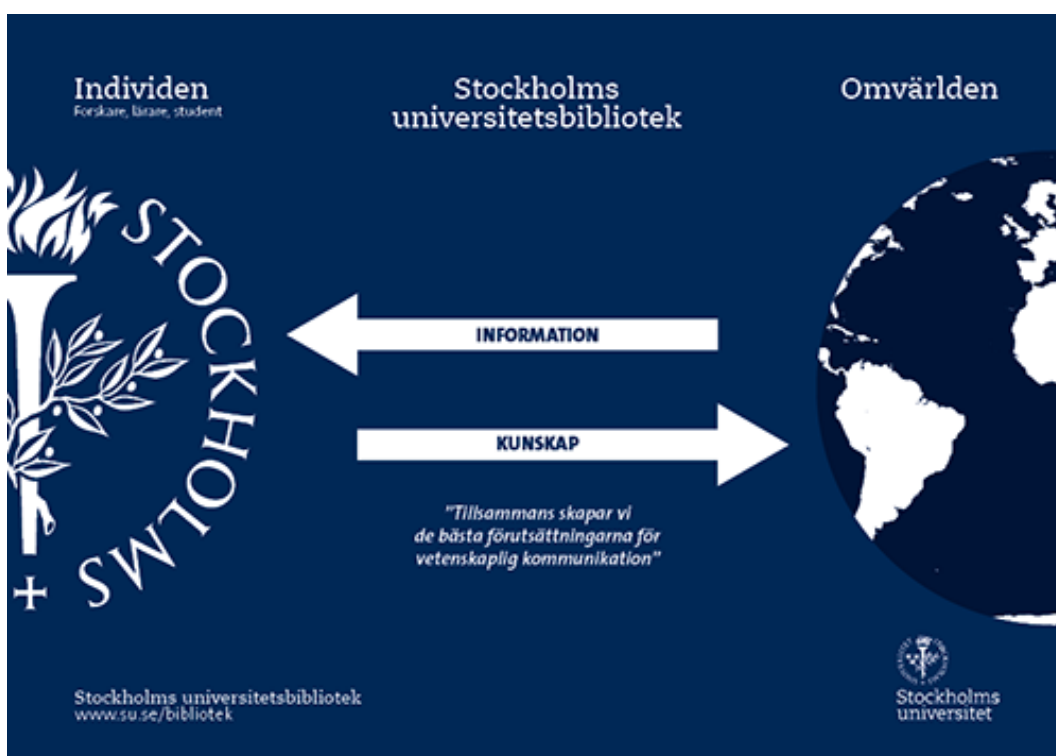 Individen
Forskare, lärare, student
Stockholms
universitetsbibliotek
Omvärlden
STOCKHOLMS
INFORMATION
KUNSKAP
”Tillsammans skapar vi
de bästa förutsättningarna för
vetenskaplig kommunikation”
Stockholms universitetsbibliotek
www.su.se/bibliotek
Stockholms
universitet